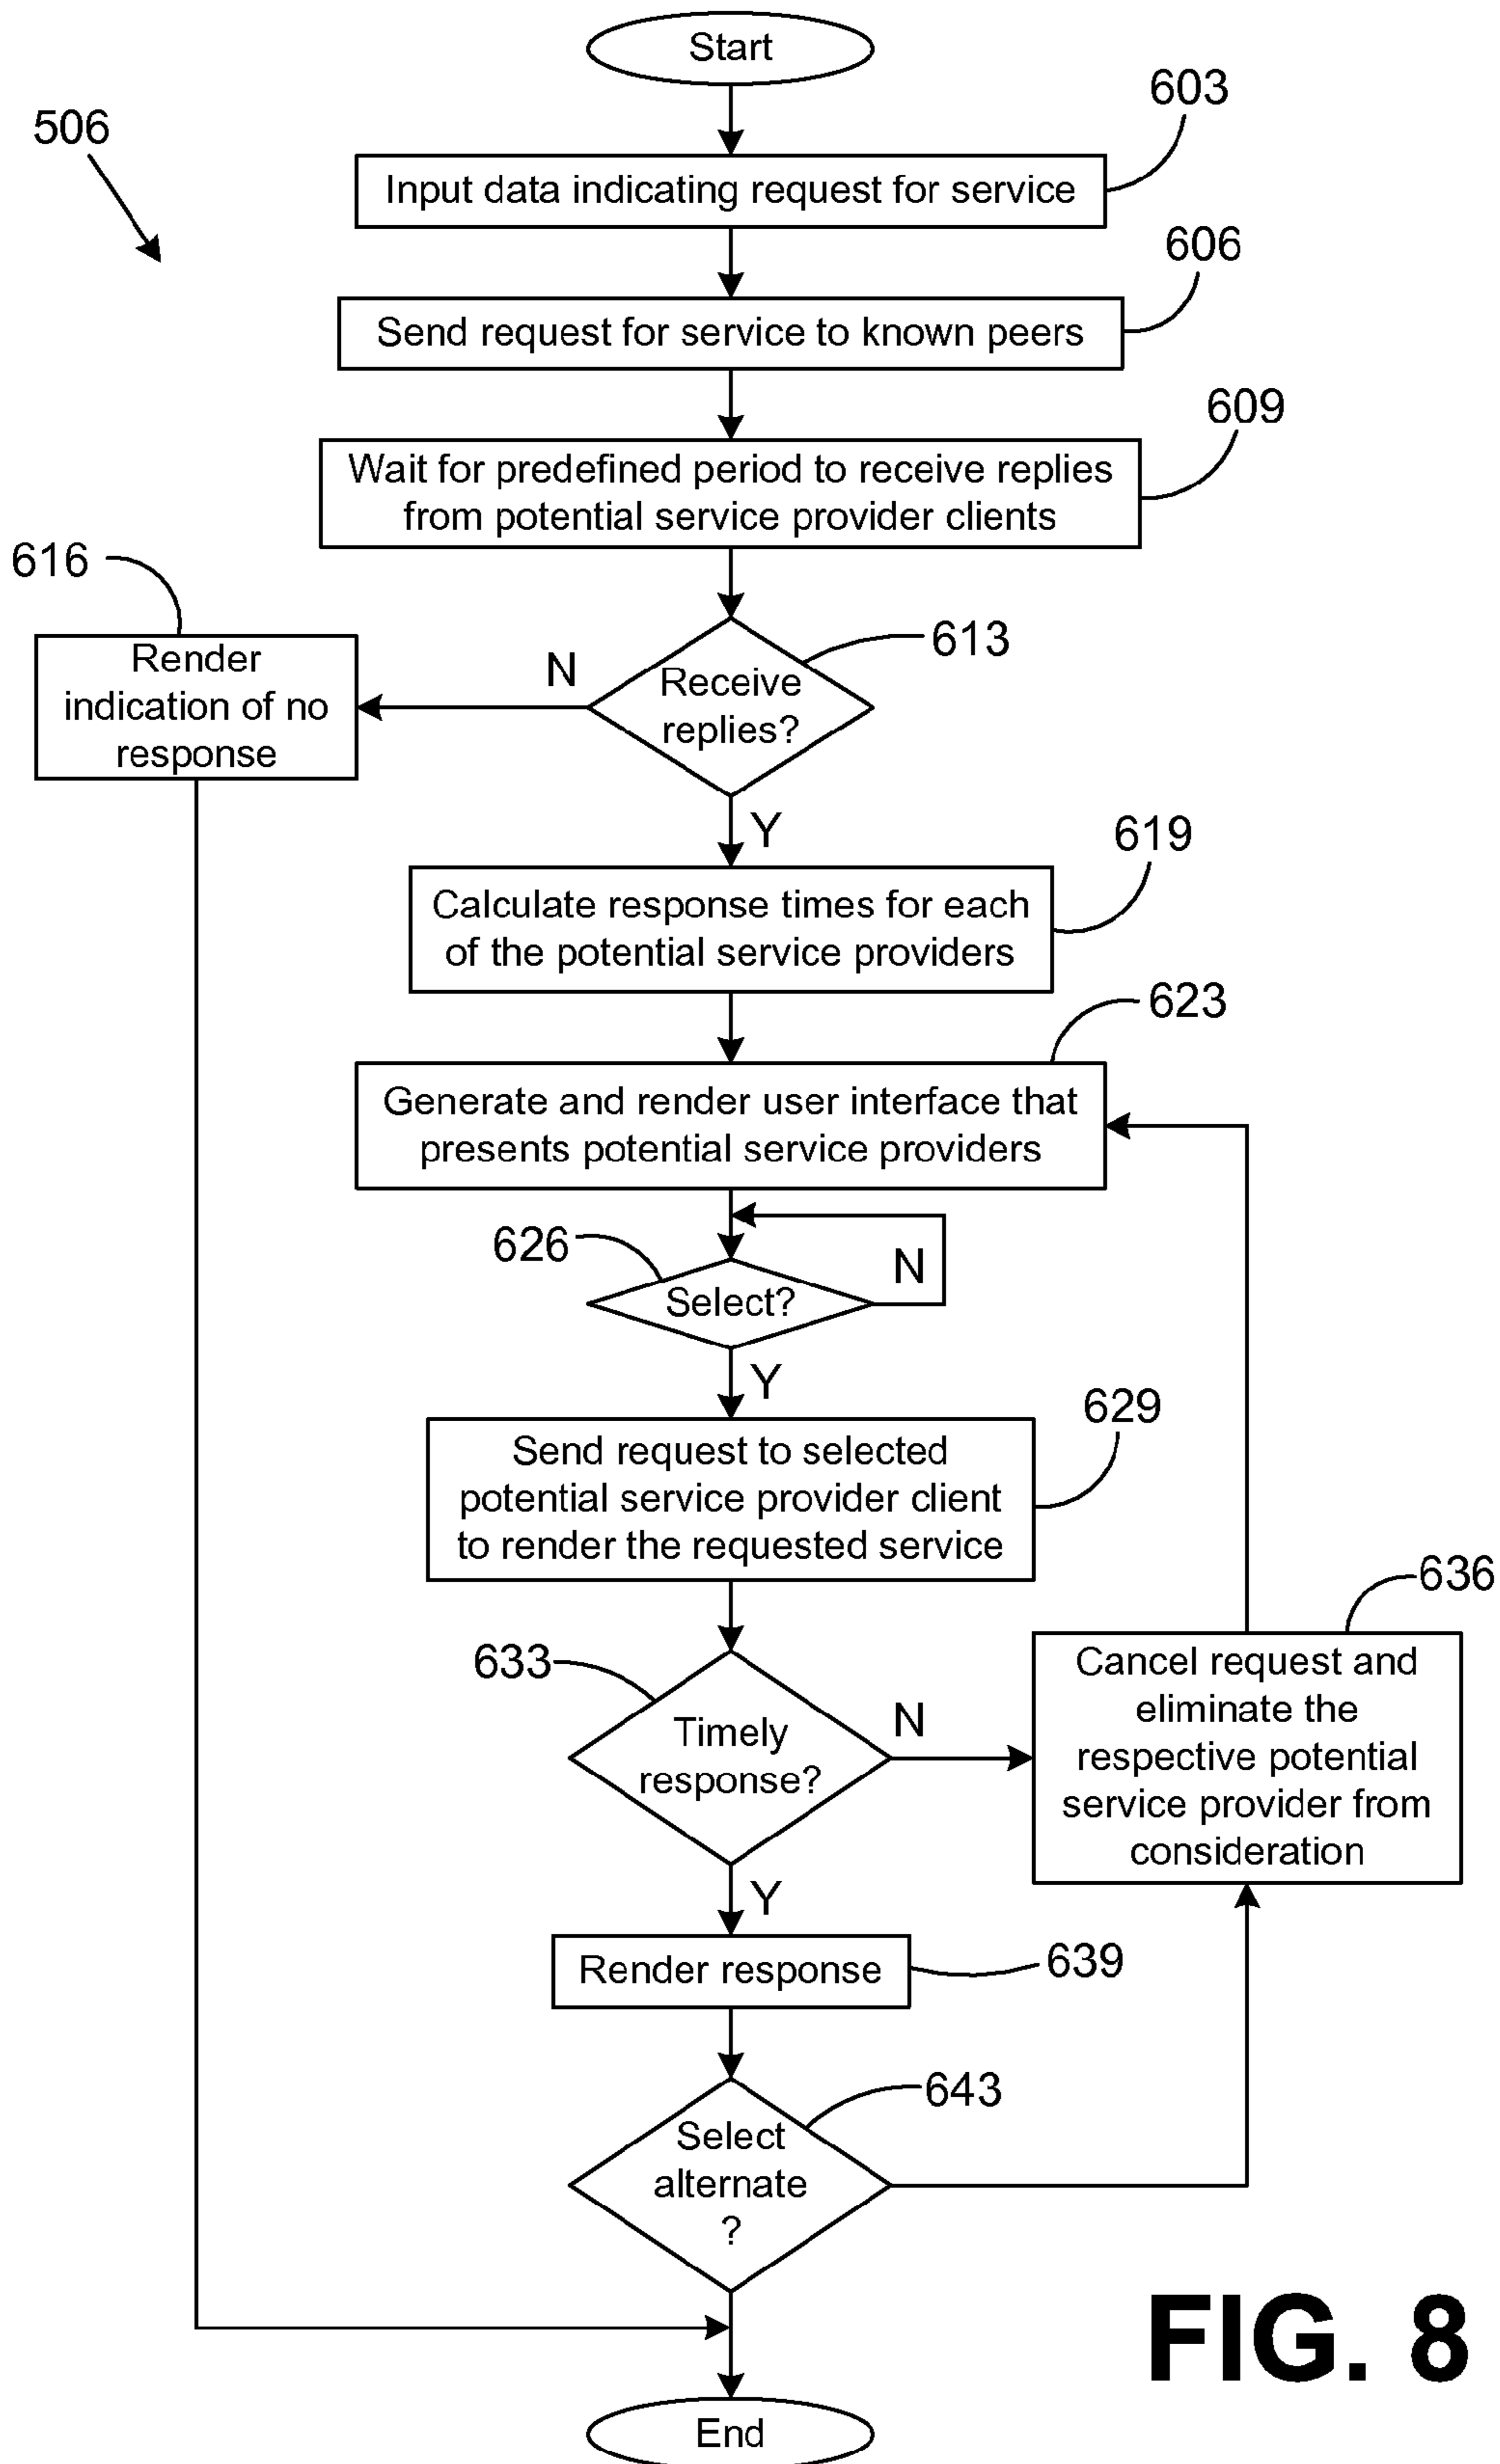 Start
603
506
Input data indicating request for service
606
Send request for service to known peers
609
Wait for predefined period to receive replies
from potential service provider clients
616
613
Render
indication of no
response
N
Receive
replies?
Y
619
Calculate response times for each
of the potential service providers
623
Generate and render user interface that
presents potential service providers
626
N
Select?
Y
629
Send request to selected
potential service provider client
to render the requested service
636
633
Timely
response?
N
Cancel request and
eliminate the
respective potential
service provider from
consideration
Y
Render response
639
643
Select
alternate
?
End
FIG. 8